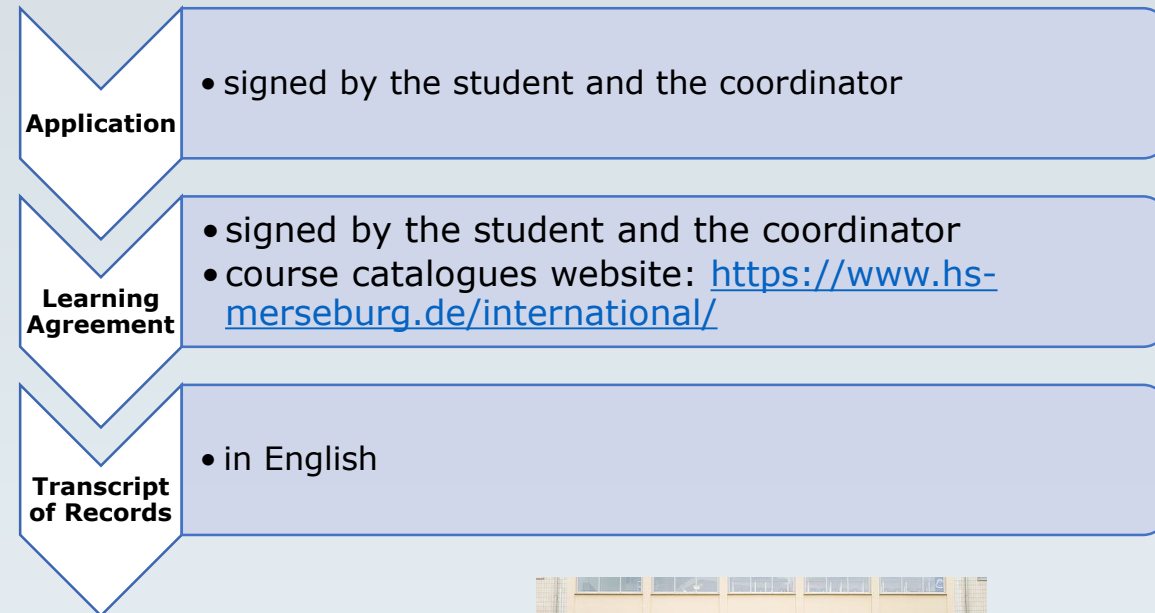 Application
• signed by the student and the coordinator
Learning
Agreement
• signed by the student and the coordinator
• course catalogues website: https://www.hs-
merseburg.de/international/
Transcript
of Records
• in English